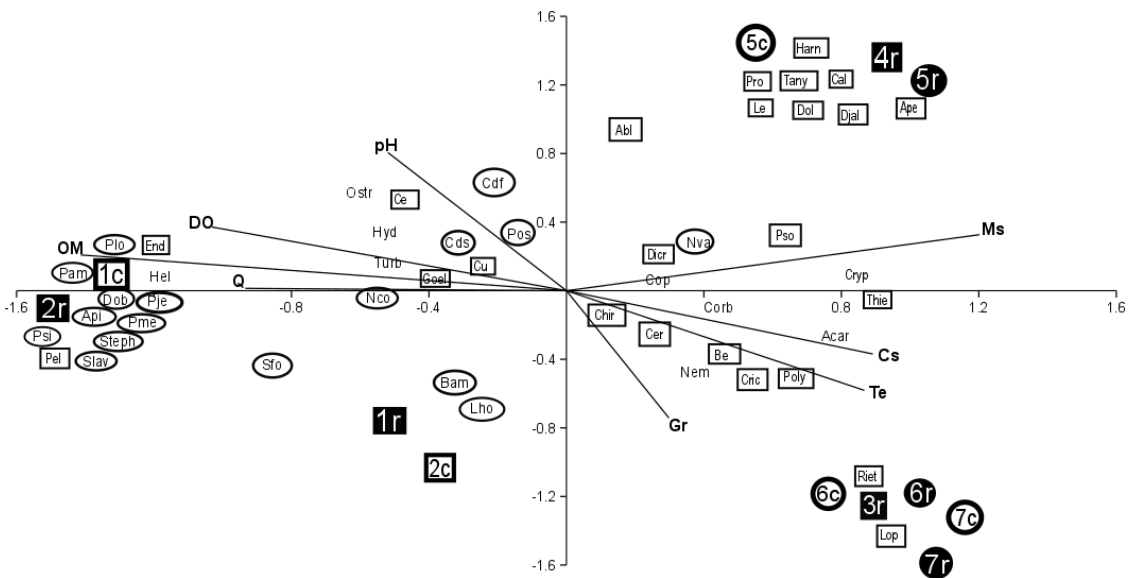 1.6
5c
Harn
4r
5r
Pro
Tany
Cal
1.2
Le
Dol
Djal
Ape
Abl
pH
0.8
Cdf
Ostr
Ce
DO
0.4
Hyd
Cds
Pos
Nva
Pso
Ms
OM
Plo
End
Dicr
Pam
1c
Hel
Turb
Cu
Goel
Cop
Cryp
Q
-1.6
2r
Dob
Pje
Nco
-0.8
-0.4
Chir
Corb
0.4
0.8
Thie
1.2
1.6
Api
Pme
Psi
Steph
Cer
Acar
Pel
Slav
-0.4
Be
Cs
Sfo
Nem
Cric
Poly
Te
Bam
Lho
1r
Gr
-0.8
2c
-1.2
Riet
6c
3r
6r
7c
Lop
7r
-1.6